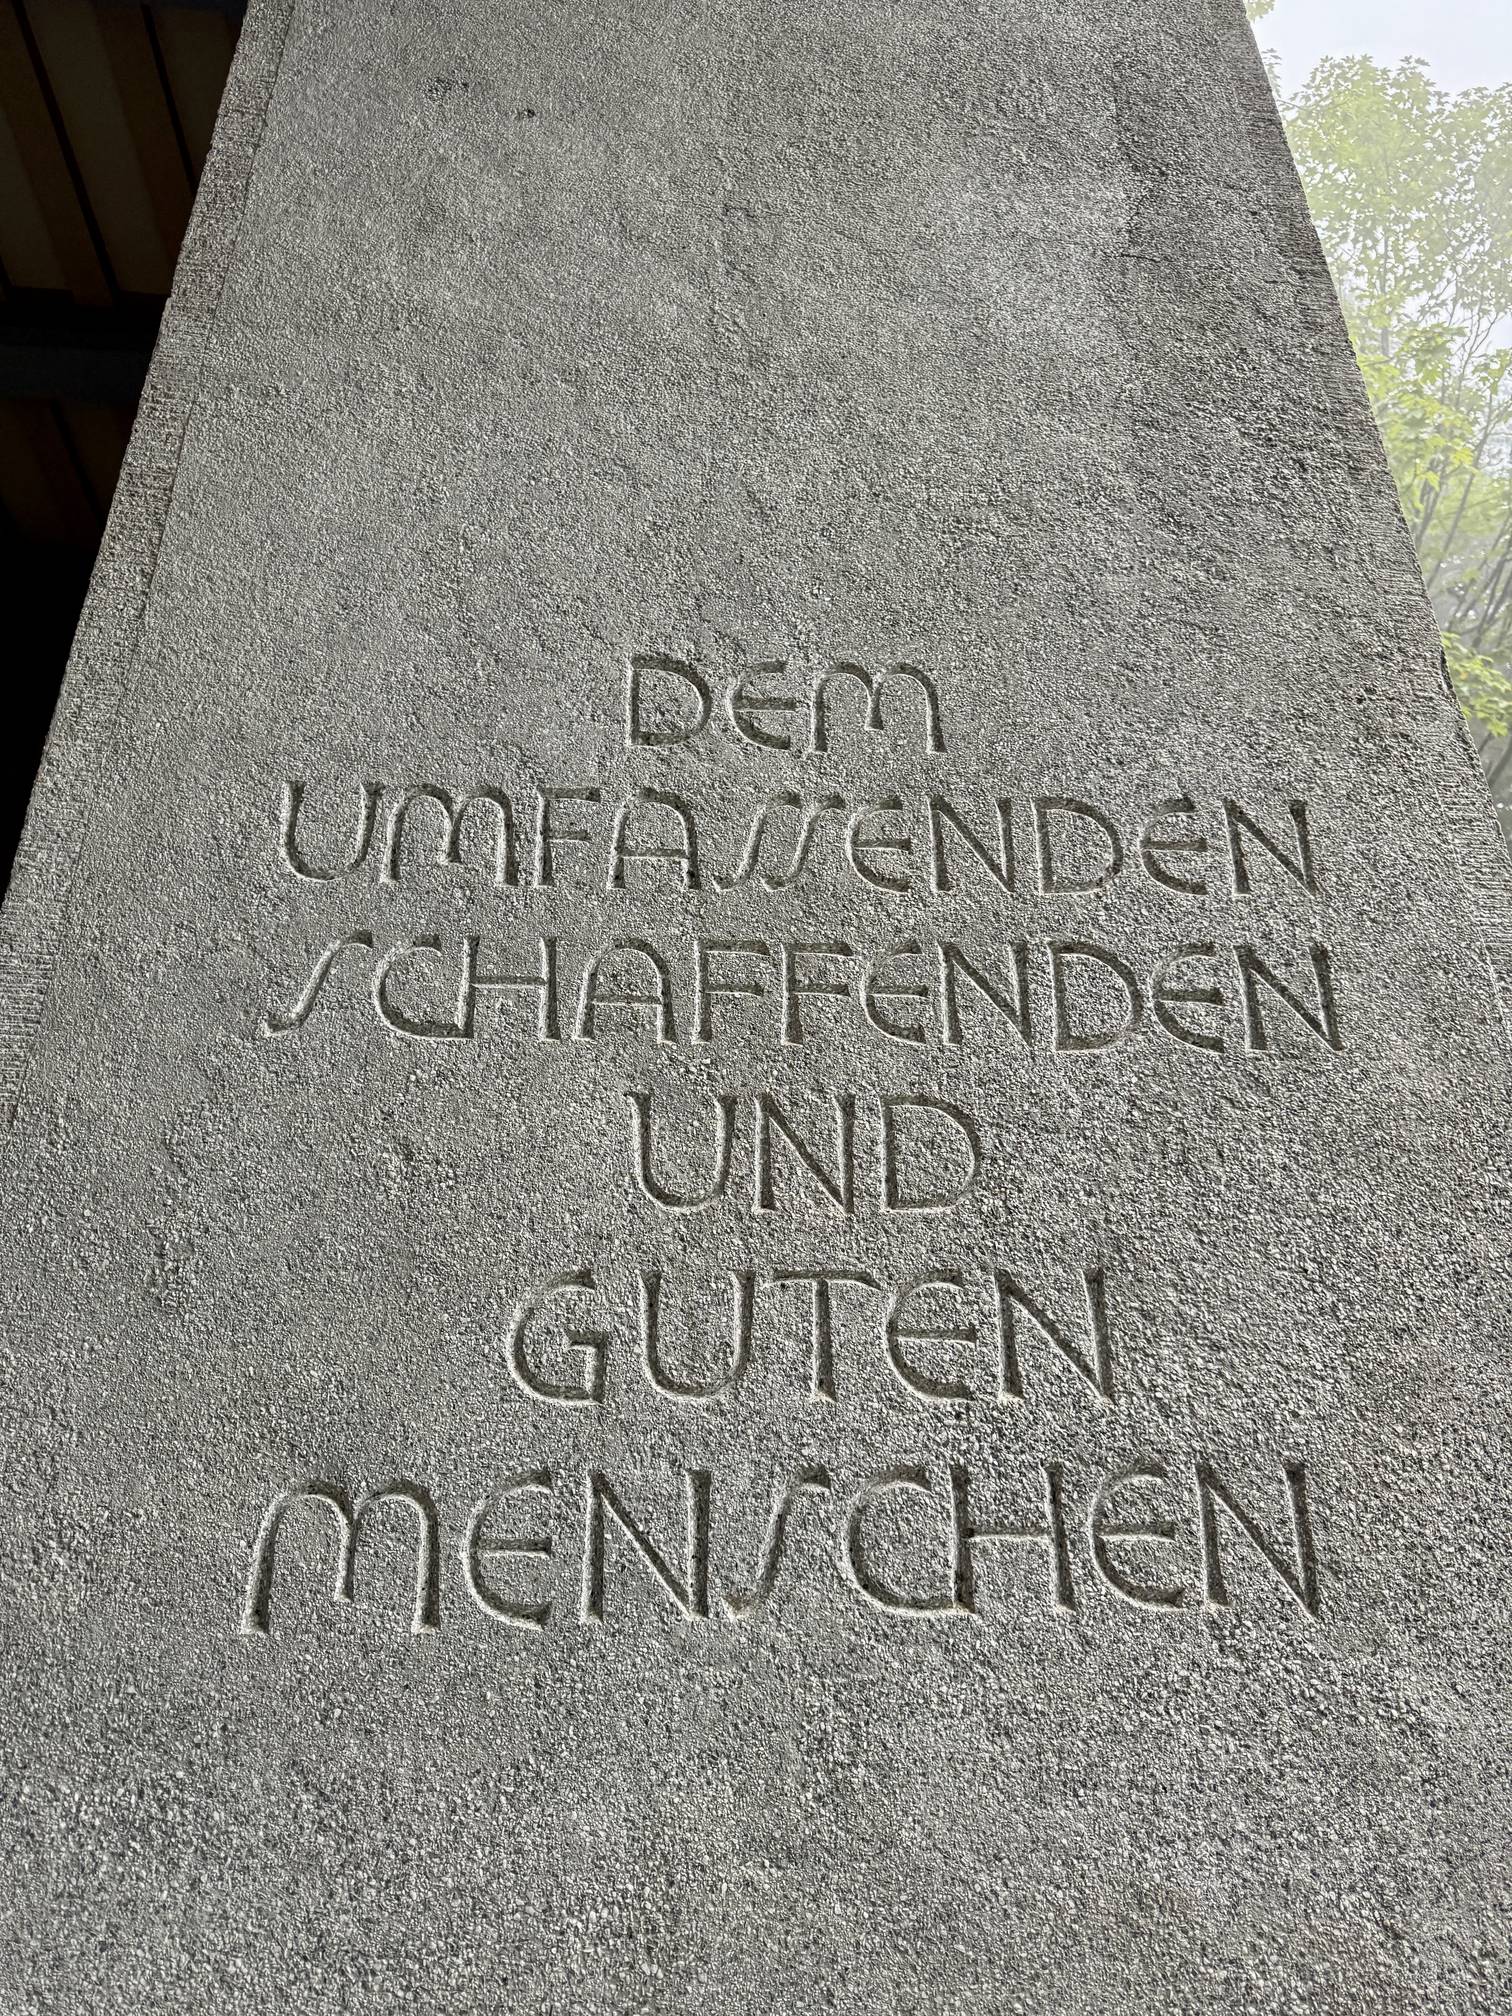 DEM
UMFASSENDEN
SCHAFFENDEN
UND
GUTEN
MENSCHEN